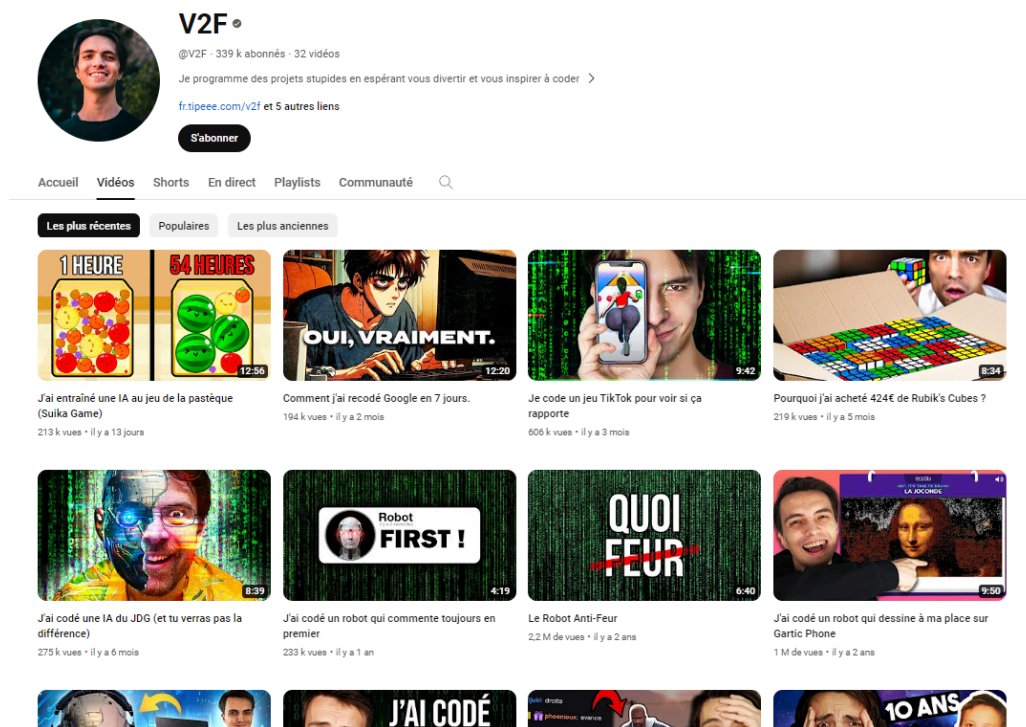 V2F
@V2F · 339 k abonnés · 32 vidéos
Je programme des projets stupides en espérant vous divertir et vous inspirer à coder
fr.tipeee.com/v2f et 5 autres liens
S'abonner
Accueil Vidéos Shorts En direct Playlists Communauté
Les plus récentes Populaires Les plus anciennes
1 HEURE 54 HEURES
12:56
OUI, VRAIMENT.
12:20
9:42
8:34
J'ai entraîné une IA au jeu de la pastèque
(Suika Game)
213 k vues • il y a 13 jours
Comment j'ai recodé Google en 7 jours.
194 k vues • il y a 2 mois
Je code un jeu TikTok pour voir si ça
rapporte
606 k vues • il y a 3 mois
Pourquoi j'ai acheté 424€ de Rubik's Cubes ?
219 k vues • il y a 5 mois
8:39
Robot
FIRST !
4:19
QUOI
FEUR
6:40
LA JOCONDE
9:50
J'ai codé une IA du JDG (et tu verras pas la
différence)
275 k vues • il y a 6 mois
J'ai codé un robot qui commente toujours en
premier
233 k vues • il y a 1 an
Le Robot Anti-Feur
2,2 M de vues • il y a 2 ans
J'ai codé un robot qui dessine à ma place sur
Gartic Phone
1 M de vues • il y a 2 ans
J'AI CODÉ
droite
phoenioux: avance
10 ANS